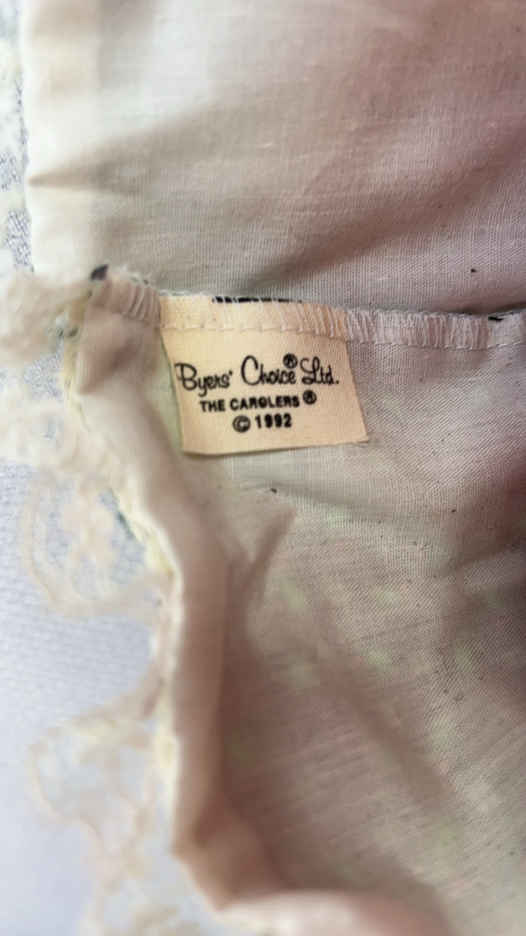 Byers' Choice® Ltd.
THE CAROLERS®
© 1992